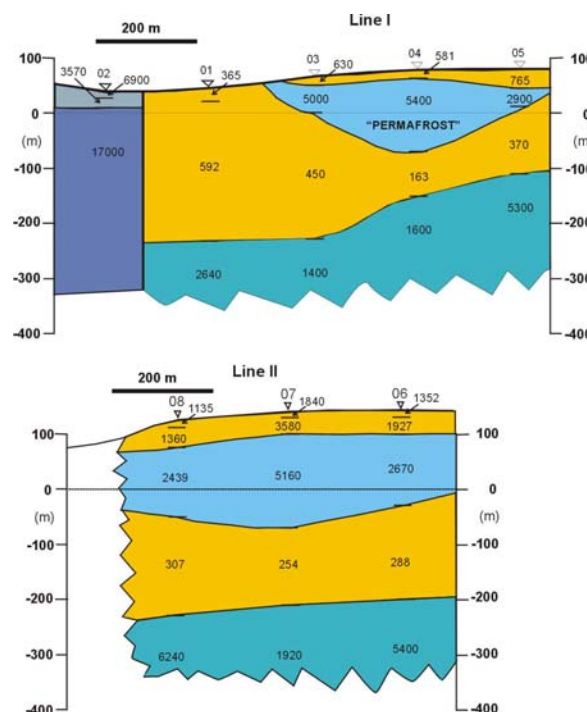 Line I
200 m
02 01 03 04 05
3570 6900 365 630 581
100 100
765
5000 5400 2900
0 0
"PERMAFROST"
(m) (m)
17000 370
-100 -100
592 450 163
-200 -200
5300
1600
2640 1400
-300 -300
-400 -400
Line II
200 m
08 07 06
1135 1840 1352
1360 3580 1927
100 100
2439 5160 2670
0 0
(m) (m)
-100 -100
307 254 288
-200 -200
6240 1920 5400
-300 -300
-400 -400